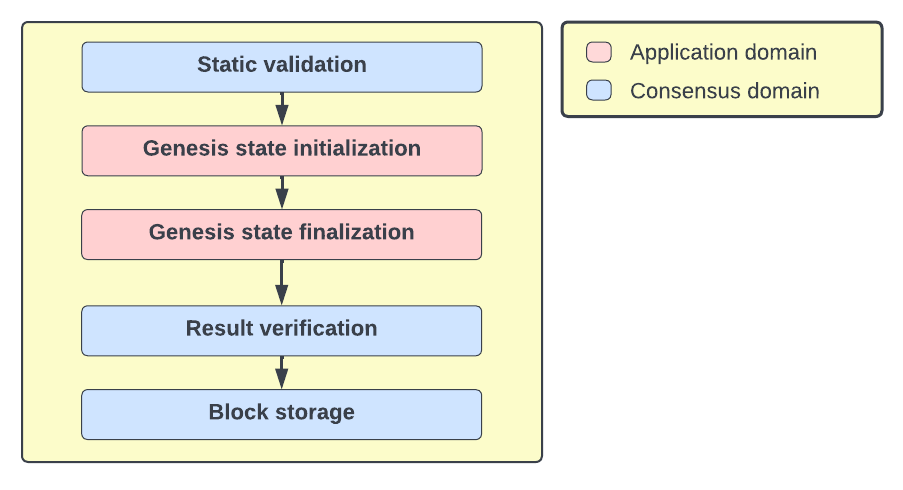 Static validation
Genesis state initialization
Genesis state finalization
Result verification
Block storage
Application domain
Consensus domain